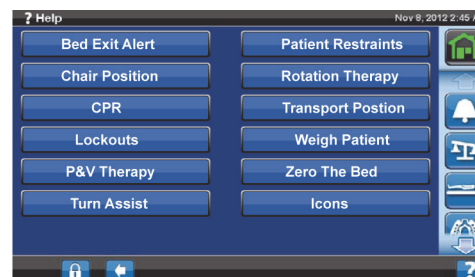 ? Help
Nov 8, 2012 2:45
Bed Exit Alert
Patient Restraints
Chair Position
Rotation Therapy
CPR
Transport Postion
Lockouts
Weigh Patient
P&V Therapy
Zero The Bed
Turn Assist
Icons
?